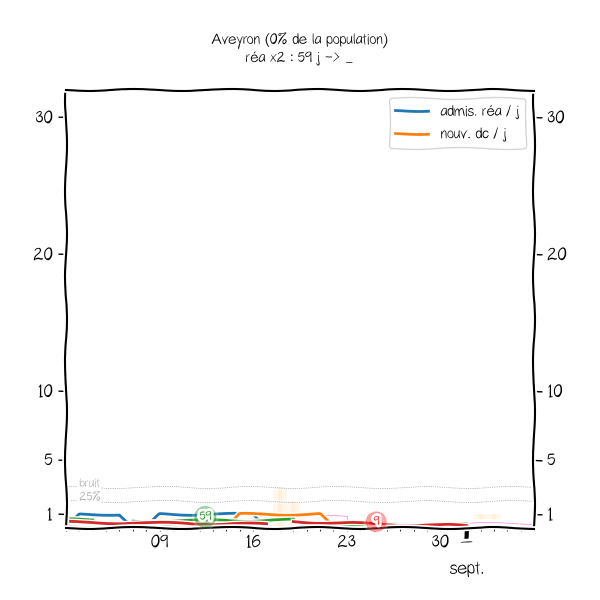 Aveyron (0% de la population)
réa x2 : 59 j -> _
admis. réa / j
nouv. dc / j
30
30
20
20
10
10
5
5
bruit
25%
1
59
9
1
09
16
23
30
sept.